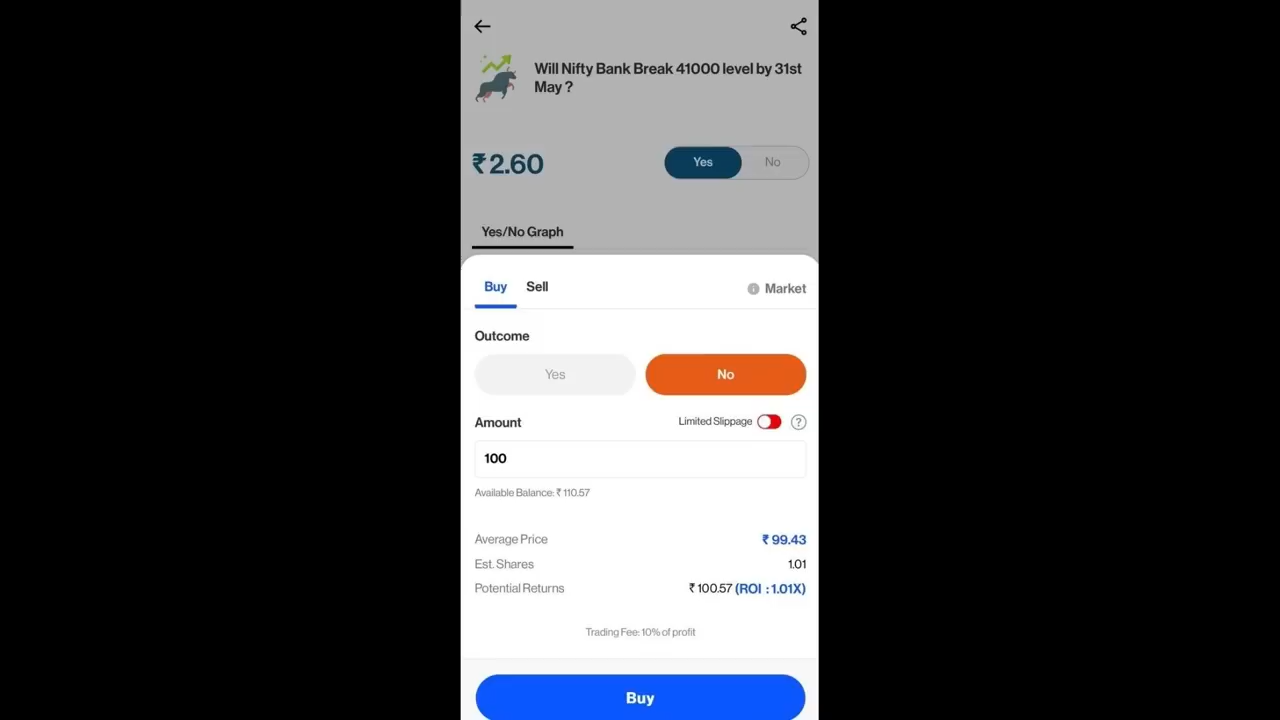 Will Nifty Bank Break 41000 level by 31st
May ?
₹2.60
Yes
No
Yes/No Graph
Buy
Sell
Market
Outcome
Yes
No
Amount
Limited Slippage
?
100
Available Balance: ₹ 110.57
Average Price
₹ 99.43
Est. Shares
1.01
Potential Returns
₹ 100.57 (ROI : 1.01X)
Trading Fee: 10% of profit
Buy